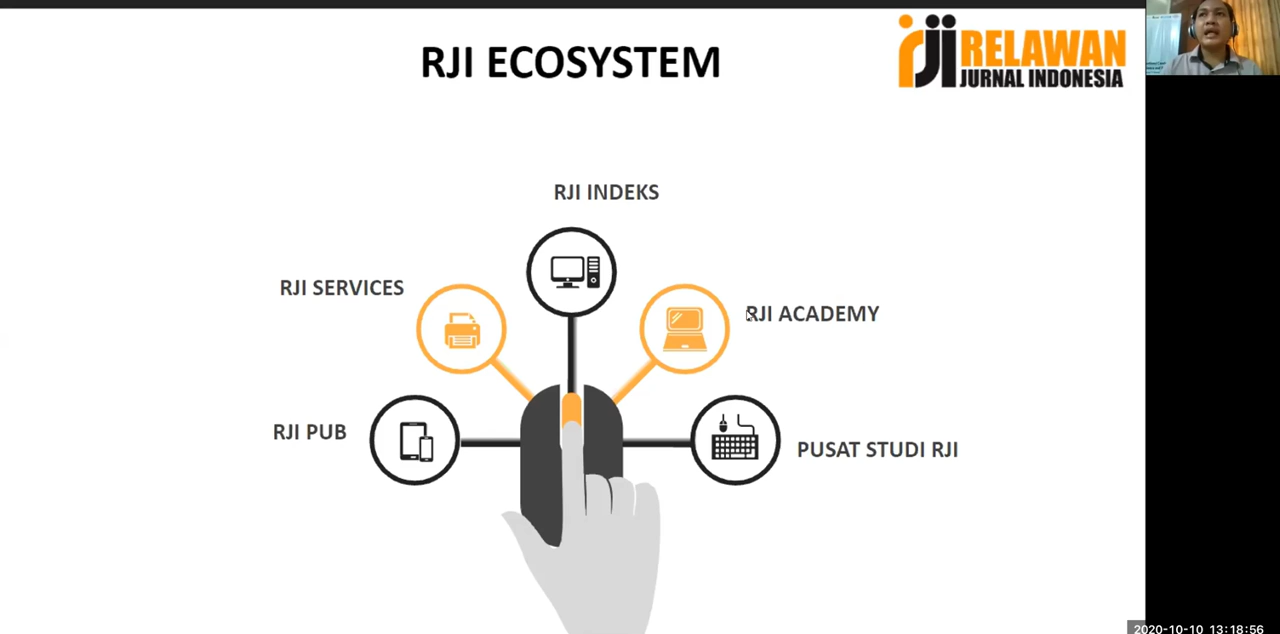 RJI ECOSYSTEM
rji RELAWAN
JURNAL INDONESIA
RJI INDEKS
RJI SERVICES
RJI ACADEMY
RJI PUB
PUSAT STUDI RJI
2020-10-10 13:18:56